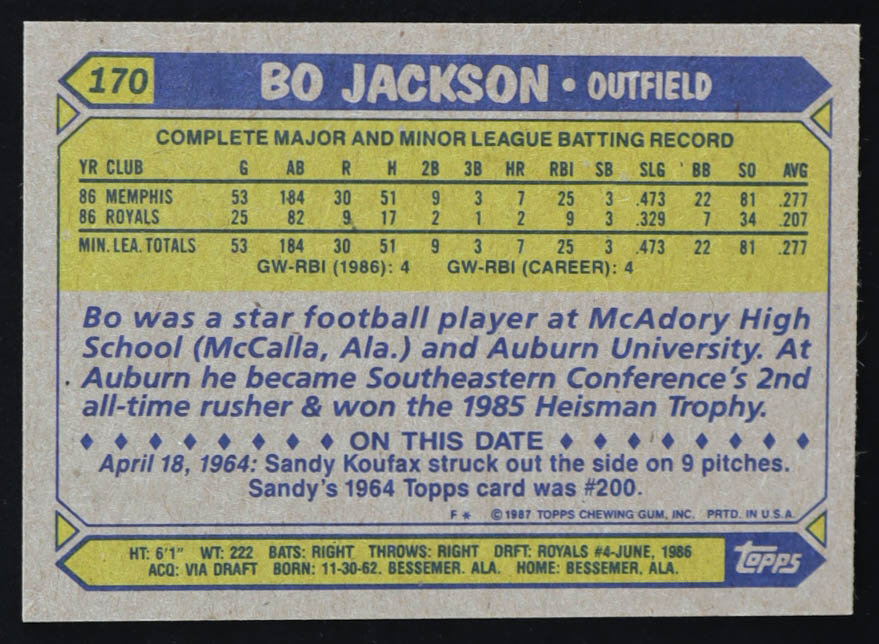 170 BO JACKSON • OUTFIELD
COMPLETE MAJOR AND MINOR LEAGUE BATTING RECORD
YR CLUB G AB R H 2B 3B HR RBI SB SLG BB SO AVG
86 MEMPHIS 53 184 30 51 9 3 7 25 3 .473 22 81 .277
86 ROYALS 25 82 9 17 2 1 2 9 3 .329 7 34 .207
MIN. LEA. TOTALS 53 184 30 51 9 3 7 25 3 .473 22 81 .277
GW-RBI (1986): 4 GW-RBI (CAREER): 4
Bo was a star football player at McAdory High
School (McCalla, Ala.) and Auburn University. At
Auburn he became Southeastern Conference's 2nd
all-time rusher & won the 1985 Heisman Trophy.
♦ ♦ ♦ ♦ ♦ ♦ ♦ ♦ ON THIS DATE ♦ ♦ ♦ ♦ ♦ ♦ ♦ ♦
April 18, 1964: Sandy Koufax struck out the side on 9 pitches.
Sandy's 1964 Topps card was #200.
F * © 1987 TOPPS CHEWING GUM, INC. PRTD. IN U.S.A.
HT: 6'1" WT: 222 BATS: RIGHT THROWS: RIGHT DRFT: ROYALS #4-JUNE, 1986
ACQ: VIA DRAFT BORN: 11-30-62, BESSEMER. ALA. HOME: BESSEMER, ALA.
topps